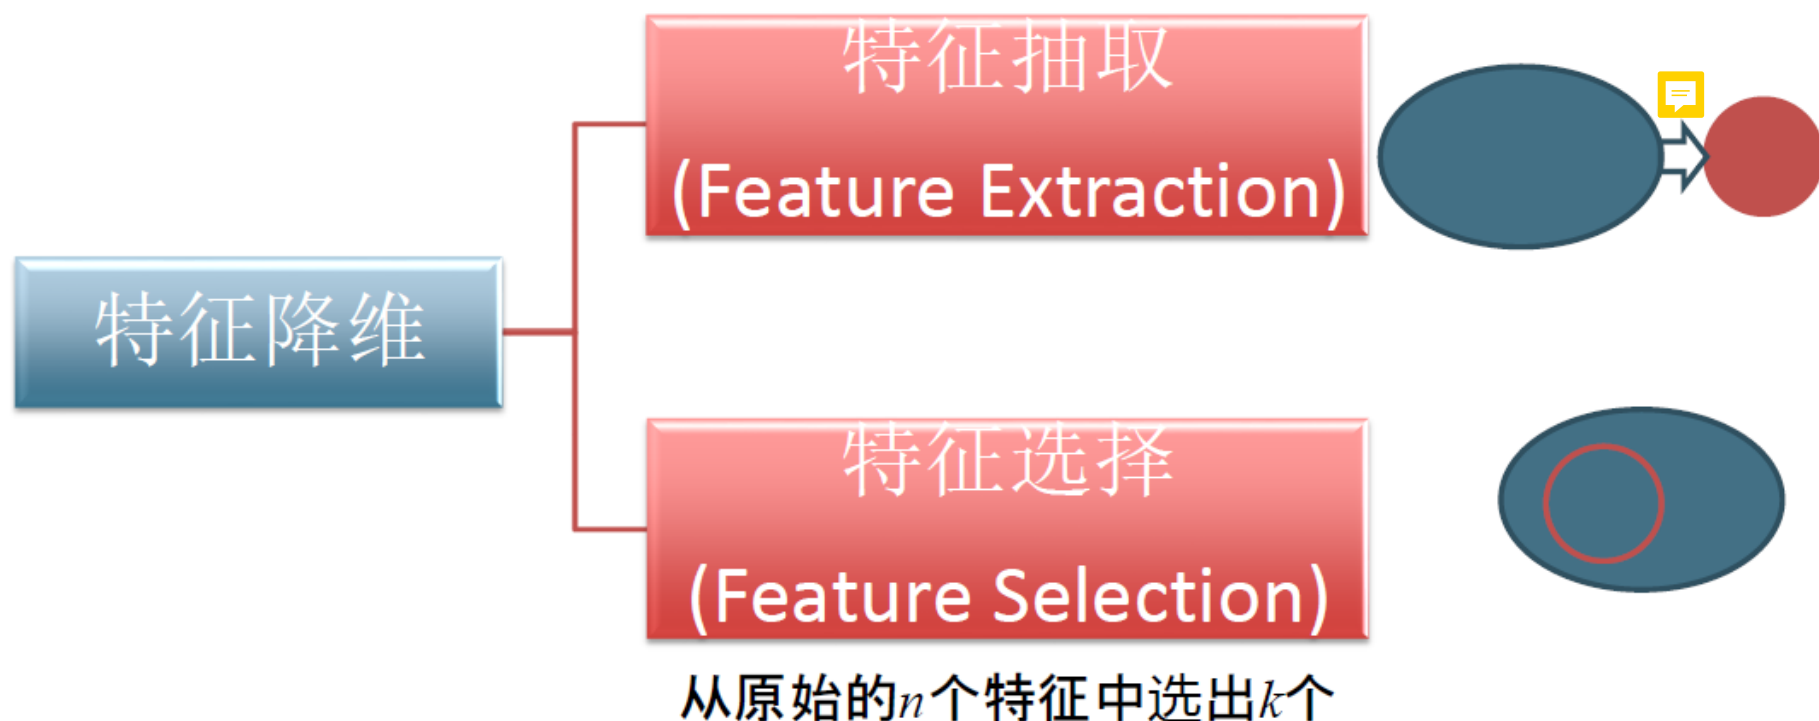 特征抽取
(Feature Extraction)
特征降维
特征选择
(Feature Selection)
从原始的n个特征中选出k个